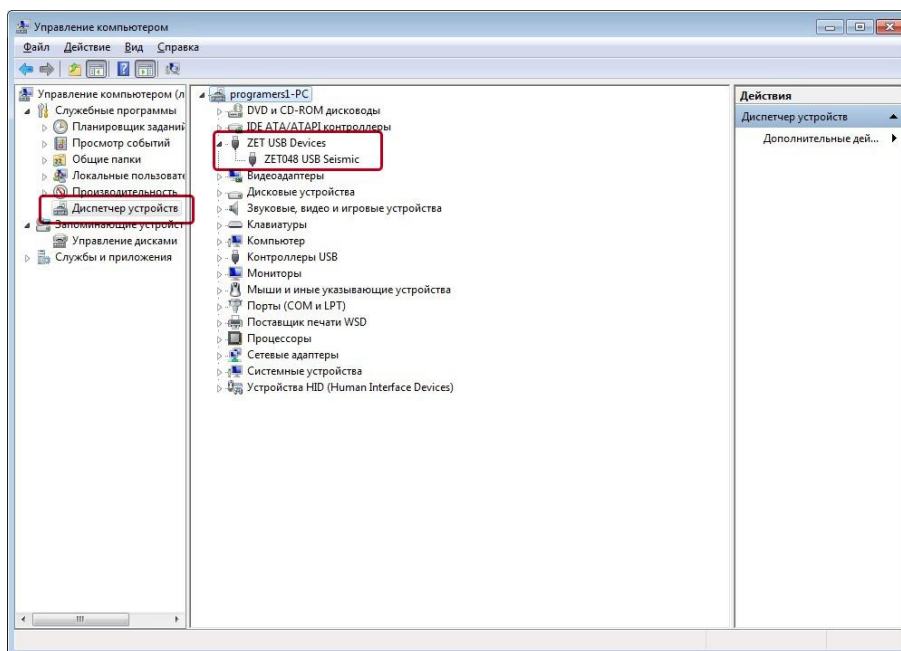 Управление компьютером
Файл Действие Вид Справка
Управление компьютером (л
Служебные программы
Планировщик заданий
Просмотр событий
Общие папки
Локальные пользовате
Производительность
Диспетчер устройств
Запоминающие устройст
Управление дисками
Службы и приложения
programers1-PC
DVD и CD-ROM дисководы
IDE ATA/ATAPI контроллеры
ZET USB Devices
ZET048 USB Seismic
Видеоадаптеры
Дисковые устройства
Звуковые, видео и игровые устройства
Клавиатуры
Компьютер
Контроллеры USB
Мониторы
Мыши и иные указывающие устройства
Порты (COM и LPT)
Поставщик печати WSD
Процессоры
Сетевые адаптеры
Системные устройства
Устройства HID (Human Interface Devices)
Действия
Диспетчер устройств
Дополнительные дей...